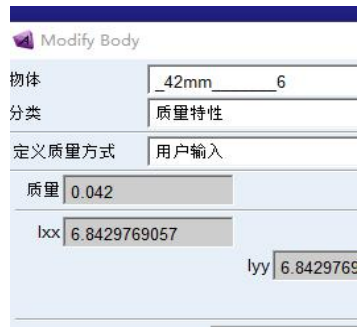 Modify Body
物体 _42mm_______6
分类 质量特性
定义质量方式 用户输入
质量 0.042
Ixx 6.8429769057
Iyy 6.8429769